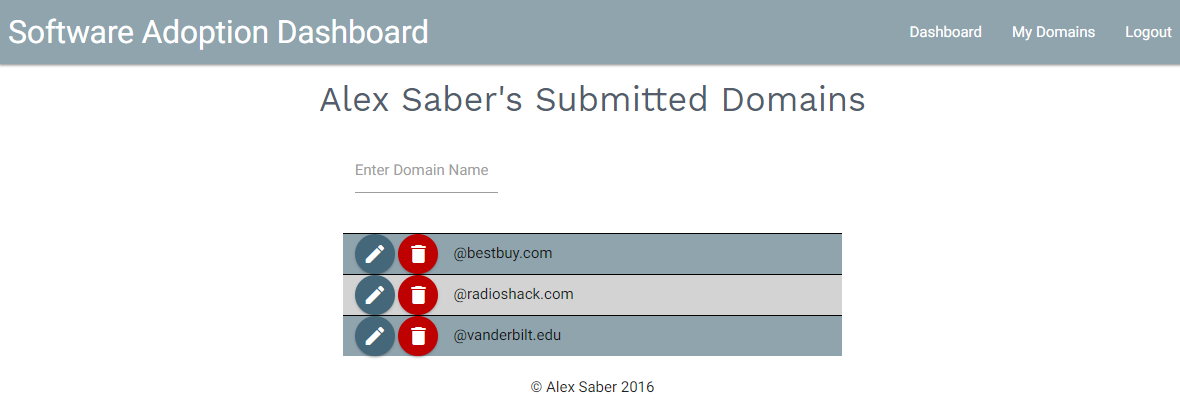 Software Adoption Dashboard
Dashboard My Domains Logout
Alex Saber's Submitted Domains
Enter Domain Name
@bestbuy.com
@radioshack.com
@vanderbilt.edu
© Alex Saber 2016